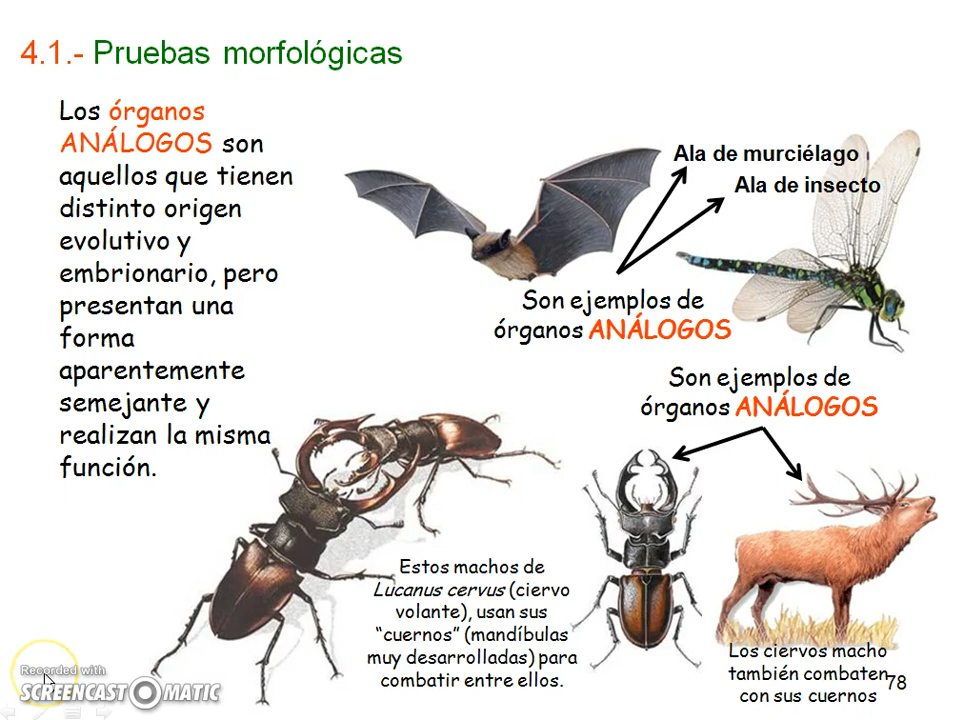 4.1.- Pruebas morfológicas
Los órganos
ANÁLOGOS son
aquellos que tienen
distinto origen
evolutivo y
embrionario, pero
presentan una
forma
aparentemente
semejante y
realizan la misma
función.
Ala de murciélago
Ala de insecto
Son ejemplos de
órganos ANÁLOGOS
Son ejemplos de
órganos ANÁLOGOS
Estos machos de
Lucanus cervus (ciervo
volante), usan sus
“cuernos” (mandíbulas
muy desarrolladas) para
combatir entre ellos.
Los ciervos macho
también combaten
con sus cuernos
78
Recorded with
SCREENCAST O MATIC